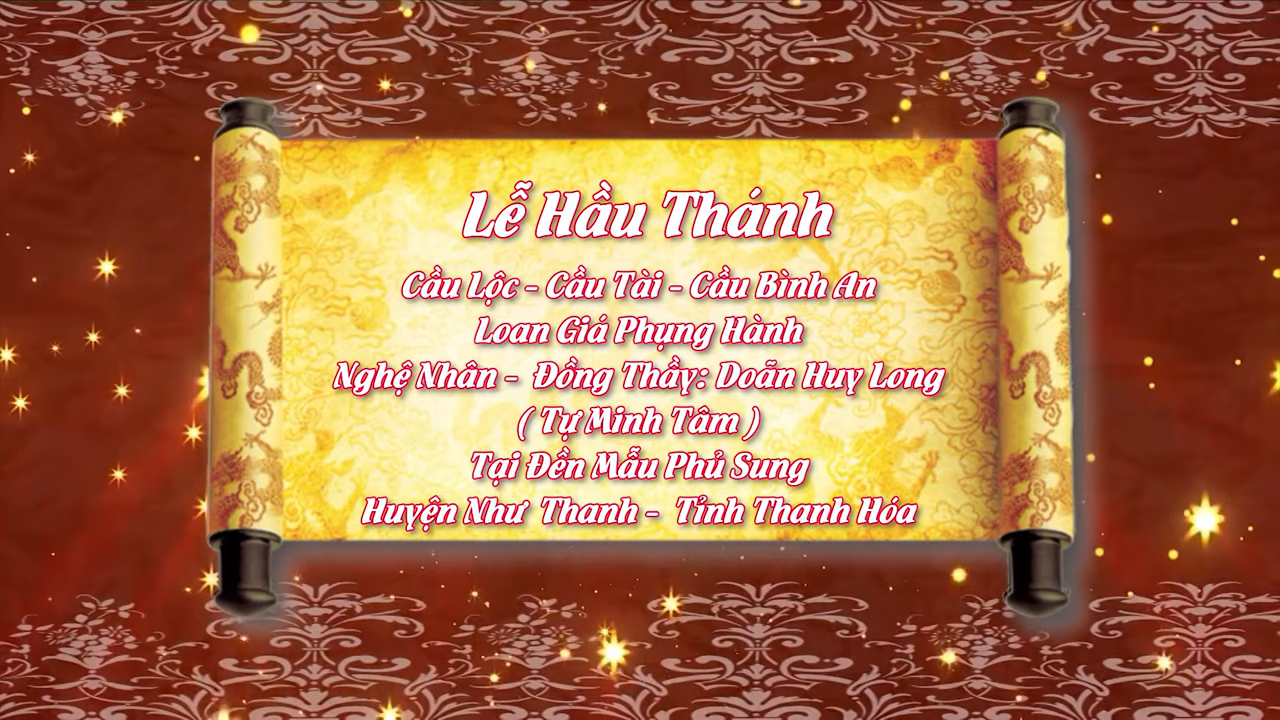 Lễ Hầu Thánh
Cầu Lộc - Cầu Tài - Cầu Bình An
Loan Giá Phụng Hành
Nghệ Nhân - Đồng Thầy: Doãn Huy Long
( Tự Minh Tâm )
Tại Đền Mẫu Phủ Sung
Huyện Như Thanh - Tỉnh Thanh Hóa